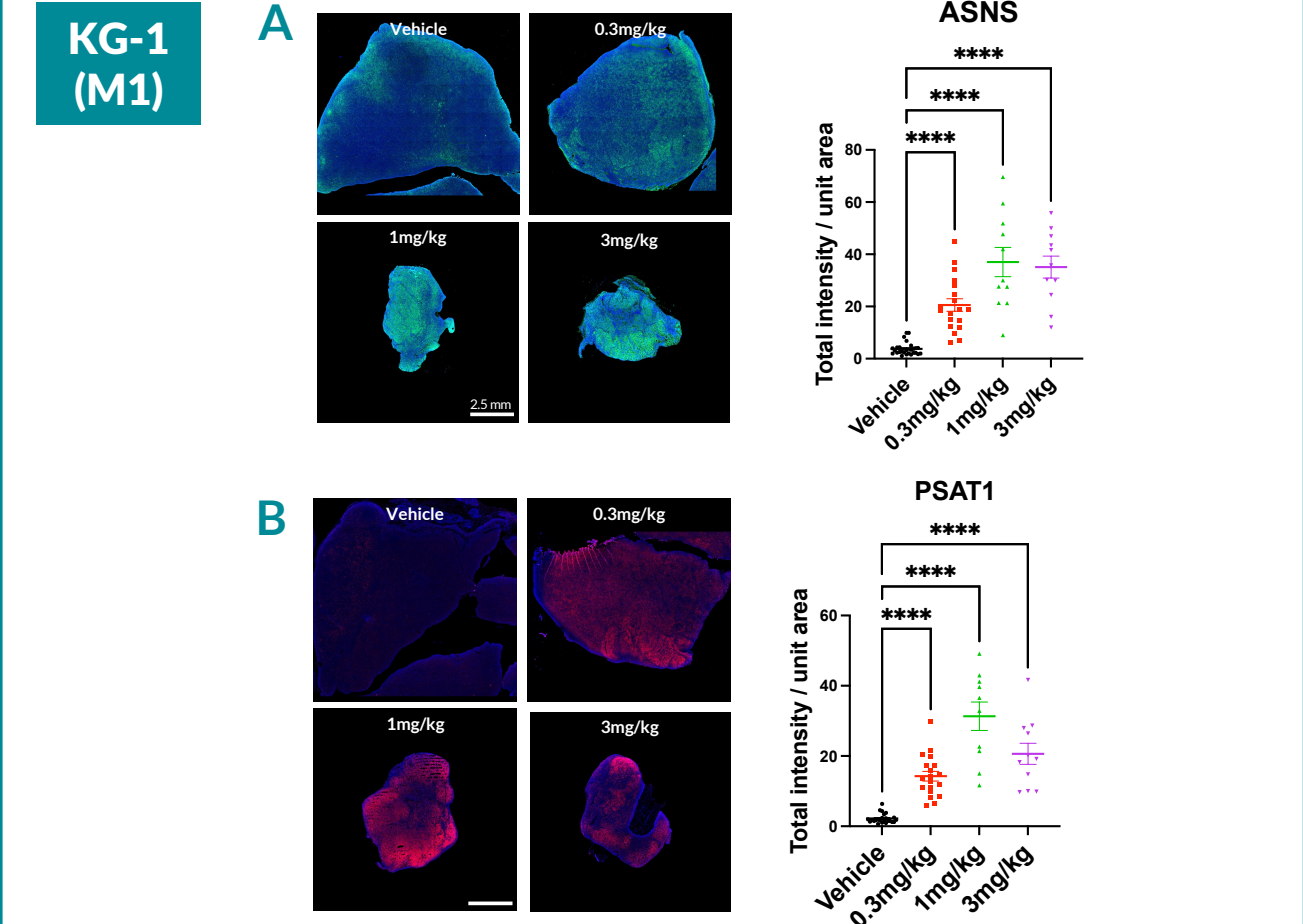 KG-1
(M1)
A
Vehicle
0.3mg/kg
1mg/kg
3mg/kg
2.5 mm
ASNS
****
****
****
Total intensity / unit area
80
60
40
20
0
Vehicle
0.3mg/kg
1mg/kg
3mg/kg
B
Vehicle
0.3mg/kg
1mg/kg
3mg/kg
PSAT1
****
****
****
Total intensity / unit area
60
40
20
0
Vehicle
0.3mg/kg
1mg/kg
3mg/kg